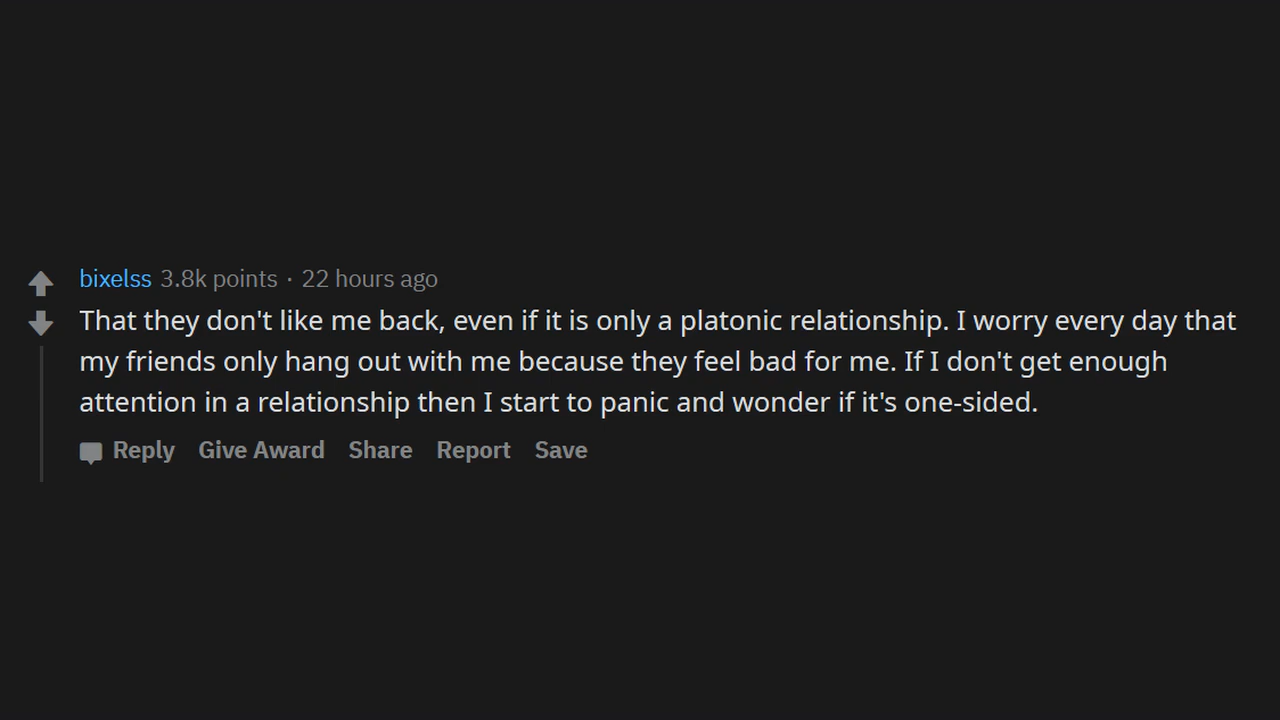 bixelss 3.8k points · 22 hours ago
That they don't like me back, even if it is only a platonic relationship. I worry every day that
my friends only hang out with me because they feel bad for me. If I don't get enough
attention in a relationship then I start to panic and wonder if it's one-sided.
Reply Give Award Share Report Save